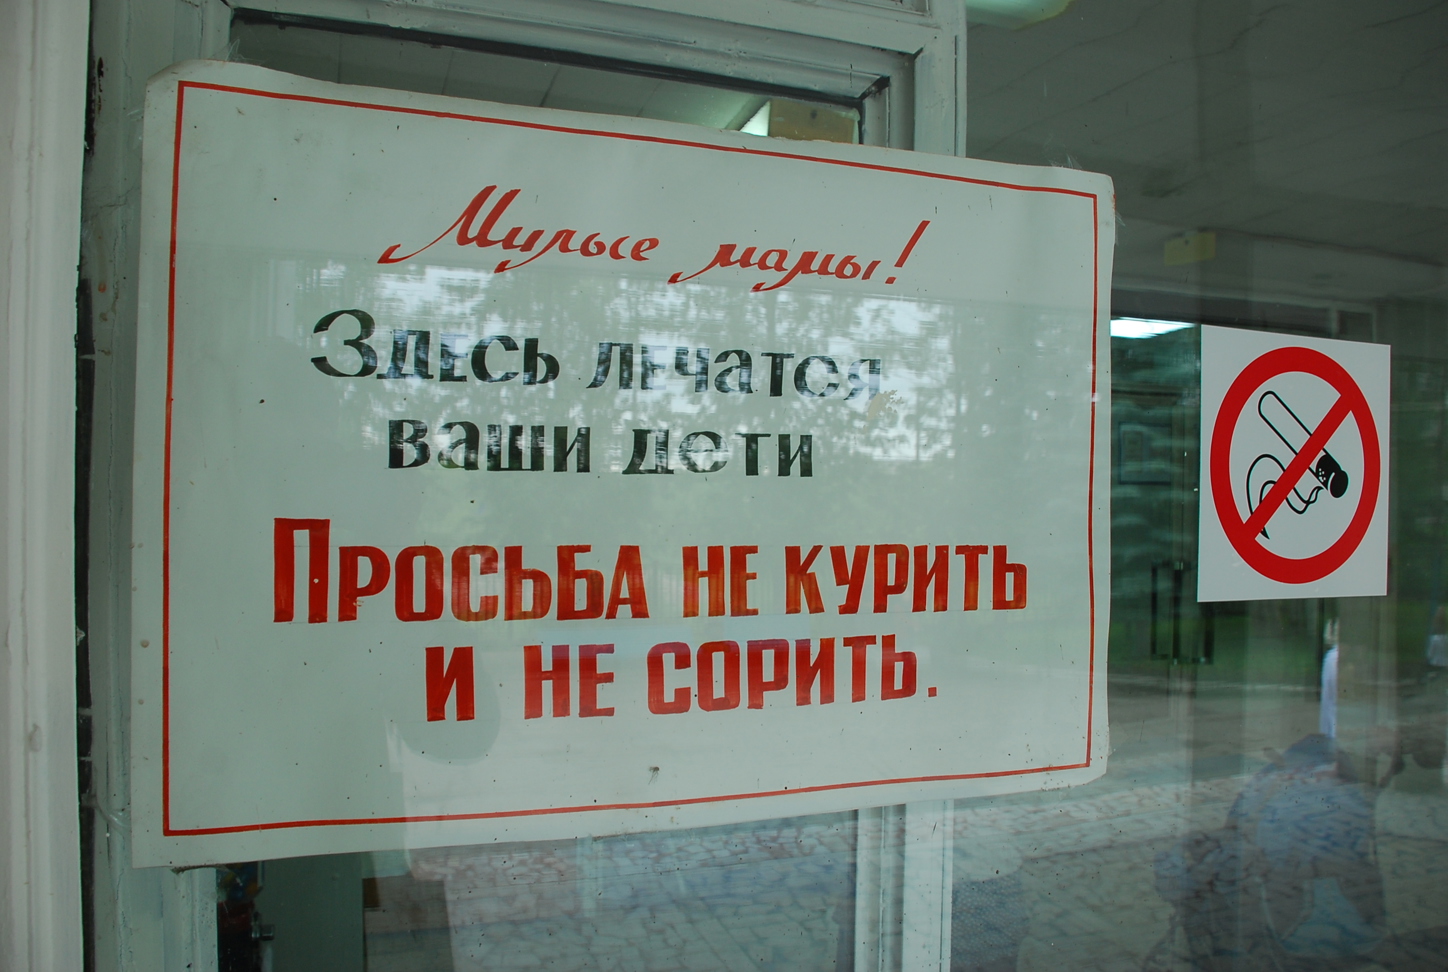 Милые мамы!
Здесь лечатся
ваши дети
Просьба не курить
и не сорить.